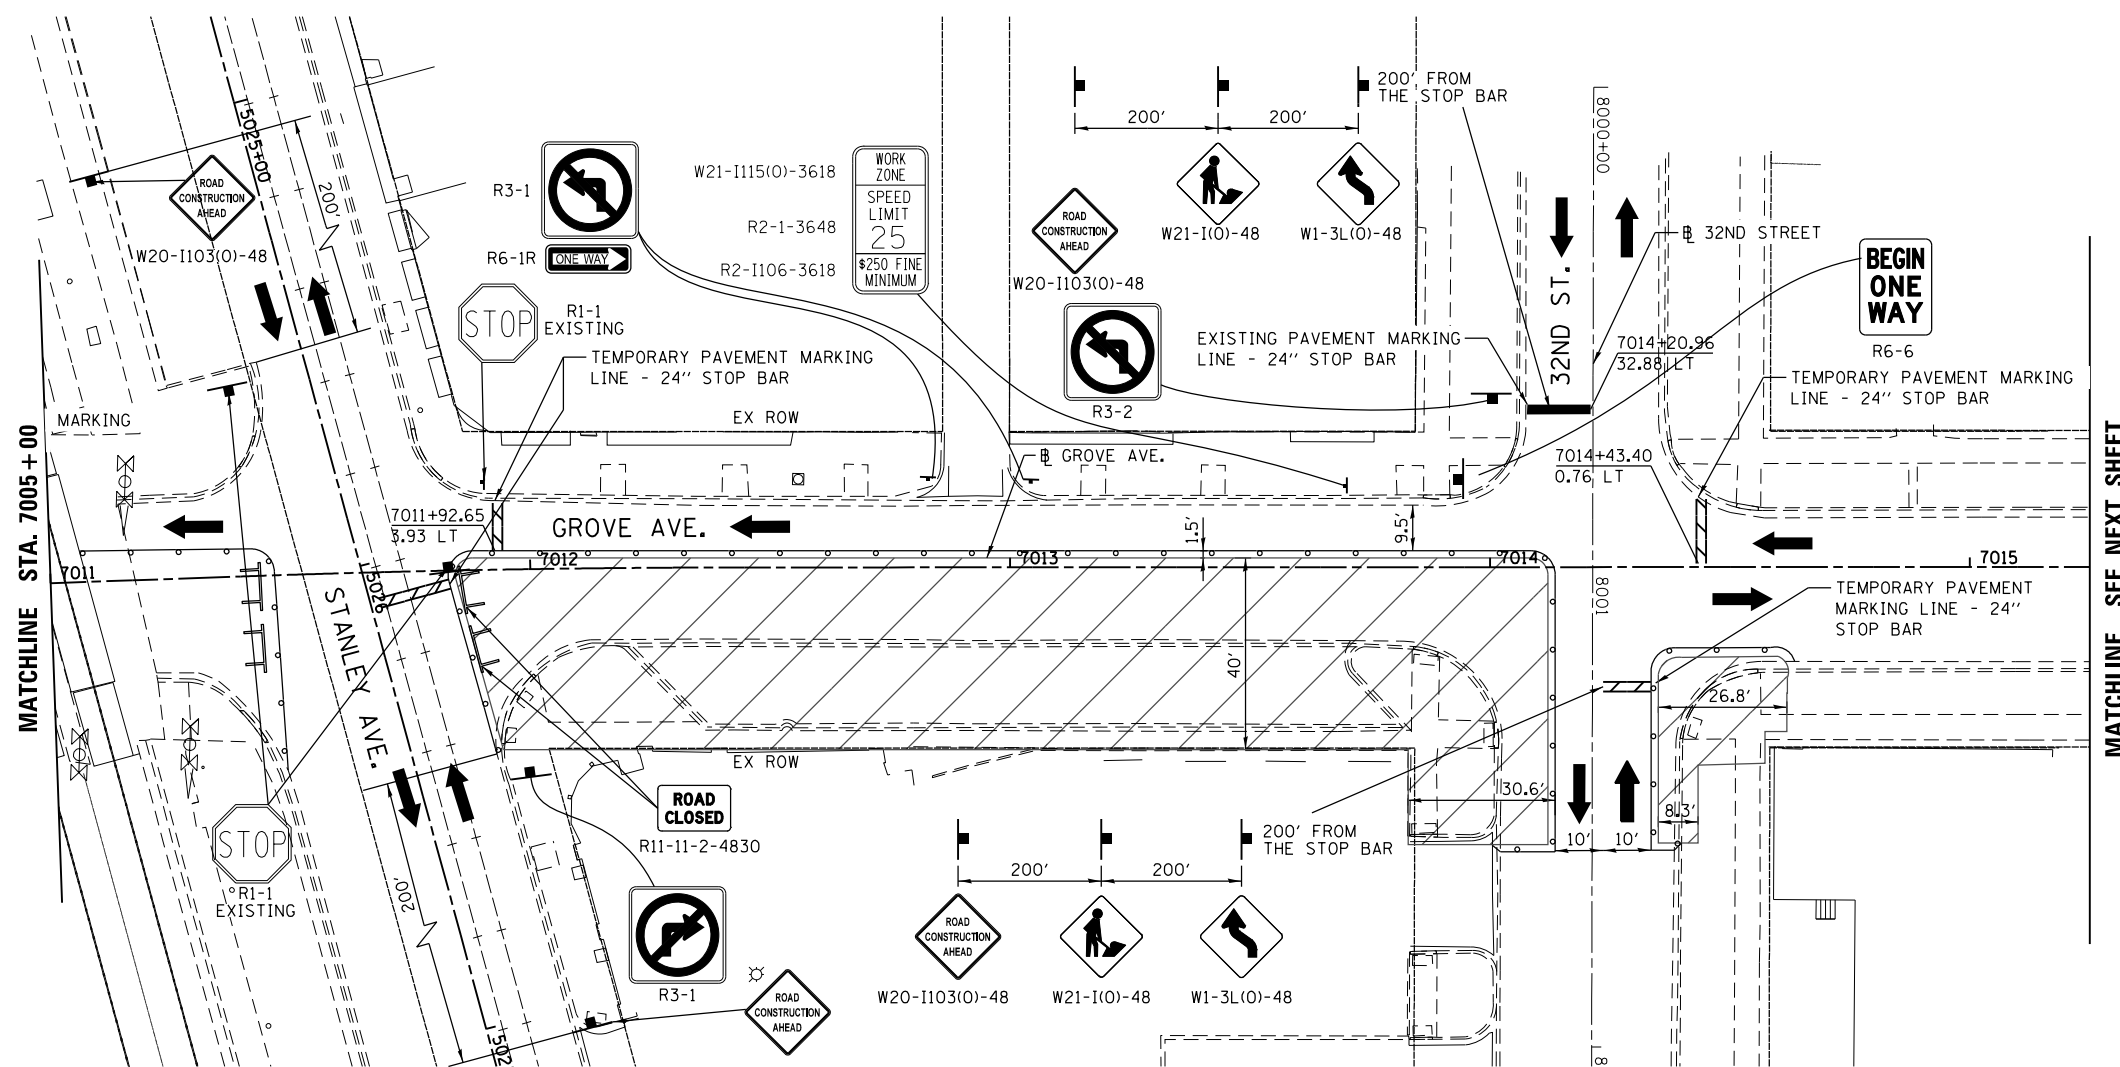 MATCHLINE STA. 7005+00
MARKING
7011
5025+00
200'
ROAD
CONSTRUCTION
AHEAD
W20-I103(O)-48
R3-1
R6-1R
ONE WAY
STOP
R1-1
EXISTING
TEMPORARY PAVEMENT MARKING
LINE - 24" STOP BAR
W21-I115(O)-3618
R2-1-3648
R2-I106-3618
WORK
ZONE
SPEED
LIMIT
25
$250 FINE
MINIMUM
200'
200'
200' FROM
THE STOP BAR
ROAD
CONSTRUCTION
AHEAD
W20-I103(O)-48
W21-I(O)-48
W1-3L(O)-48
R3-2
EXISTING PAVEMENT MARKING
LINE - 24" STOP BAR
32ND ST.
8000+00
℄ 32ND STREET
BEGIN
ONE
WAY
R6-6
7014+20.96
32.88 LT
TEMPORARY PAVEMENT MARKING
LINE - 24" STOP BAR
EX ROW
℄ GROVE AVE.
7014+43.40
0.76 LT
7011+92.65
3.93 LT
GROVE AVE.
1.5'
9.5'
7012
7013
7014
7015
5026
STANLEY AVE.
8001
40'
TEMPORARY PAVEMENT
MARKING LINE - 24"
STOP BAR
26.8'
30.6'
8.3'
10'
10'
EX ROW
ROAD
CLOSED
R11-11-2-4830
STOP
R1-1
EXISTING
200'
R3-1
ROAD
CONSTRUCTION
AHEAD
502
200'
200'
200' FROM
THE STOP BAR
ROAD
CONSTRUCTION
AHEAD
W20-I103(O)-48
W21-I(O)-48
W1-3L(O)-48
8
MATCHLINE SEE NEXT SHEET